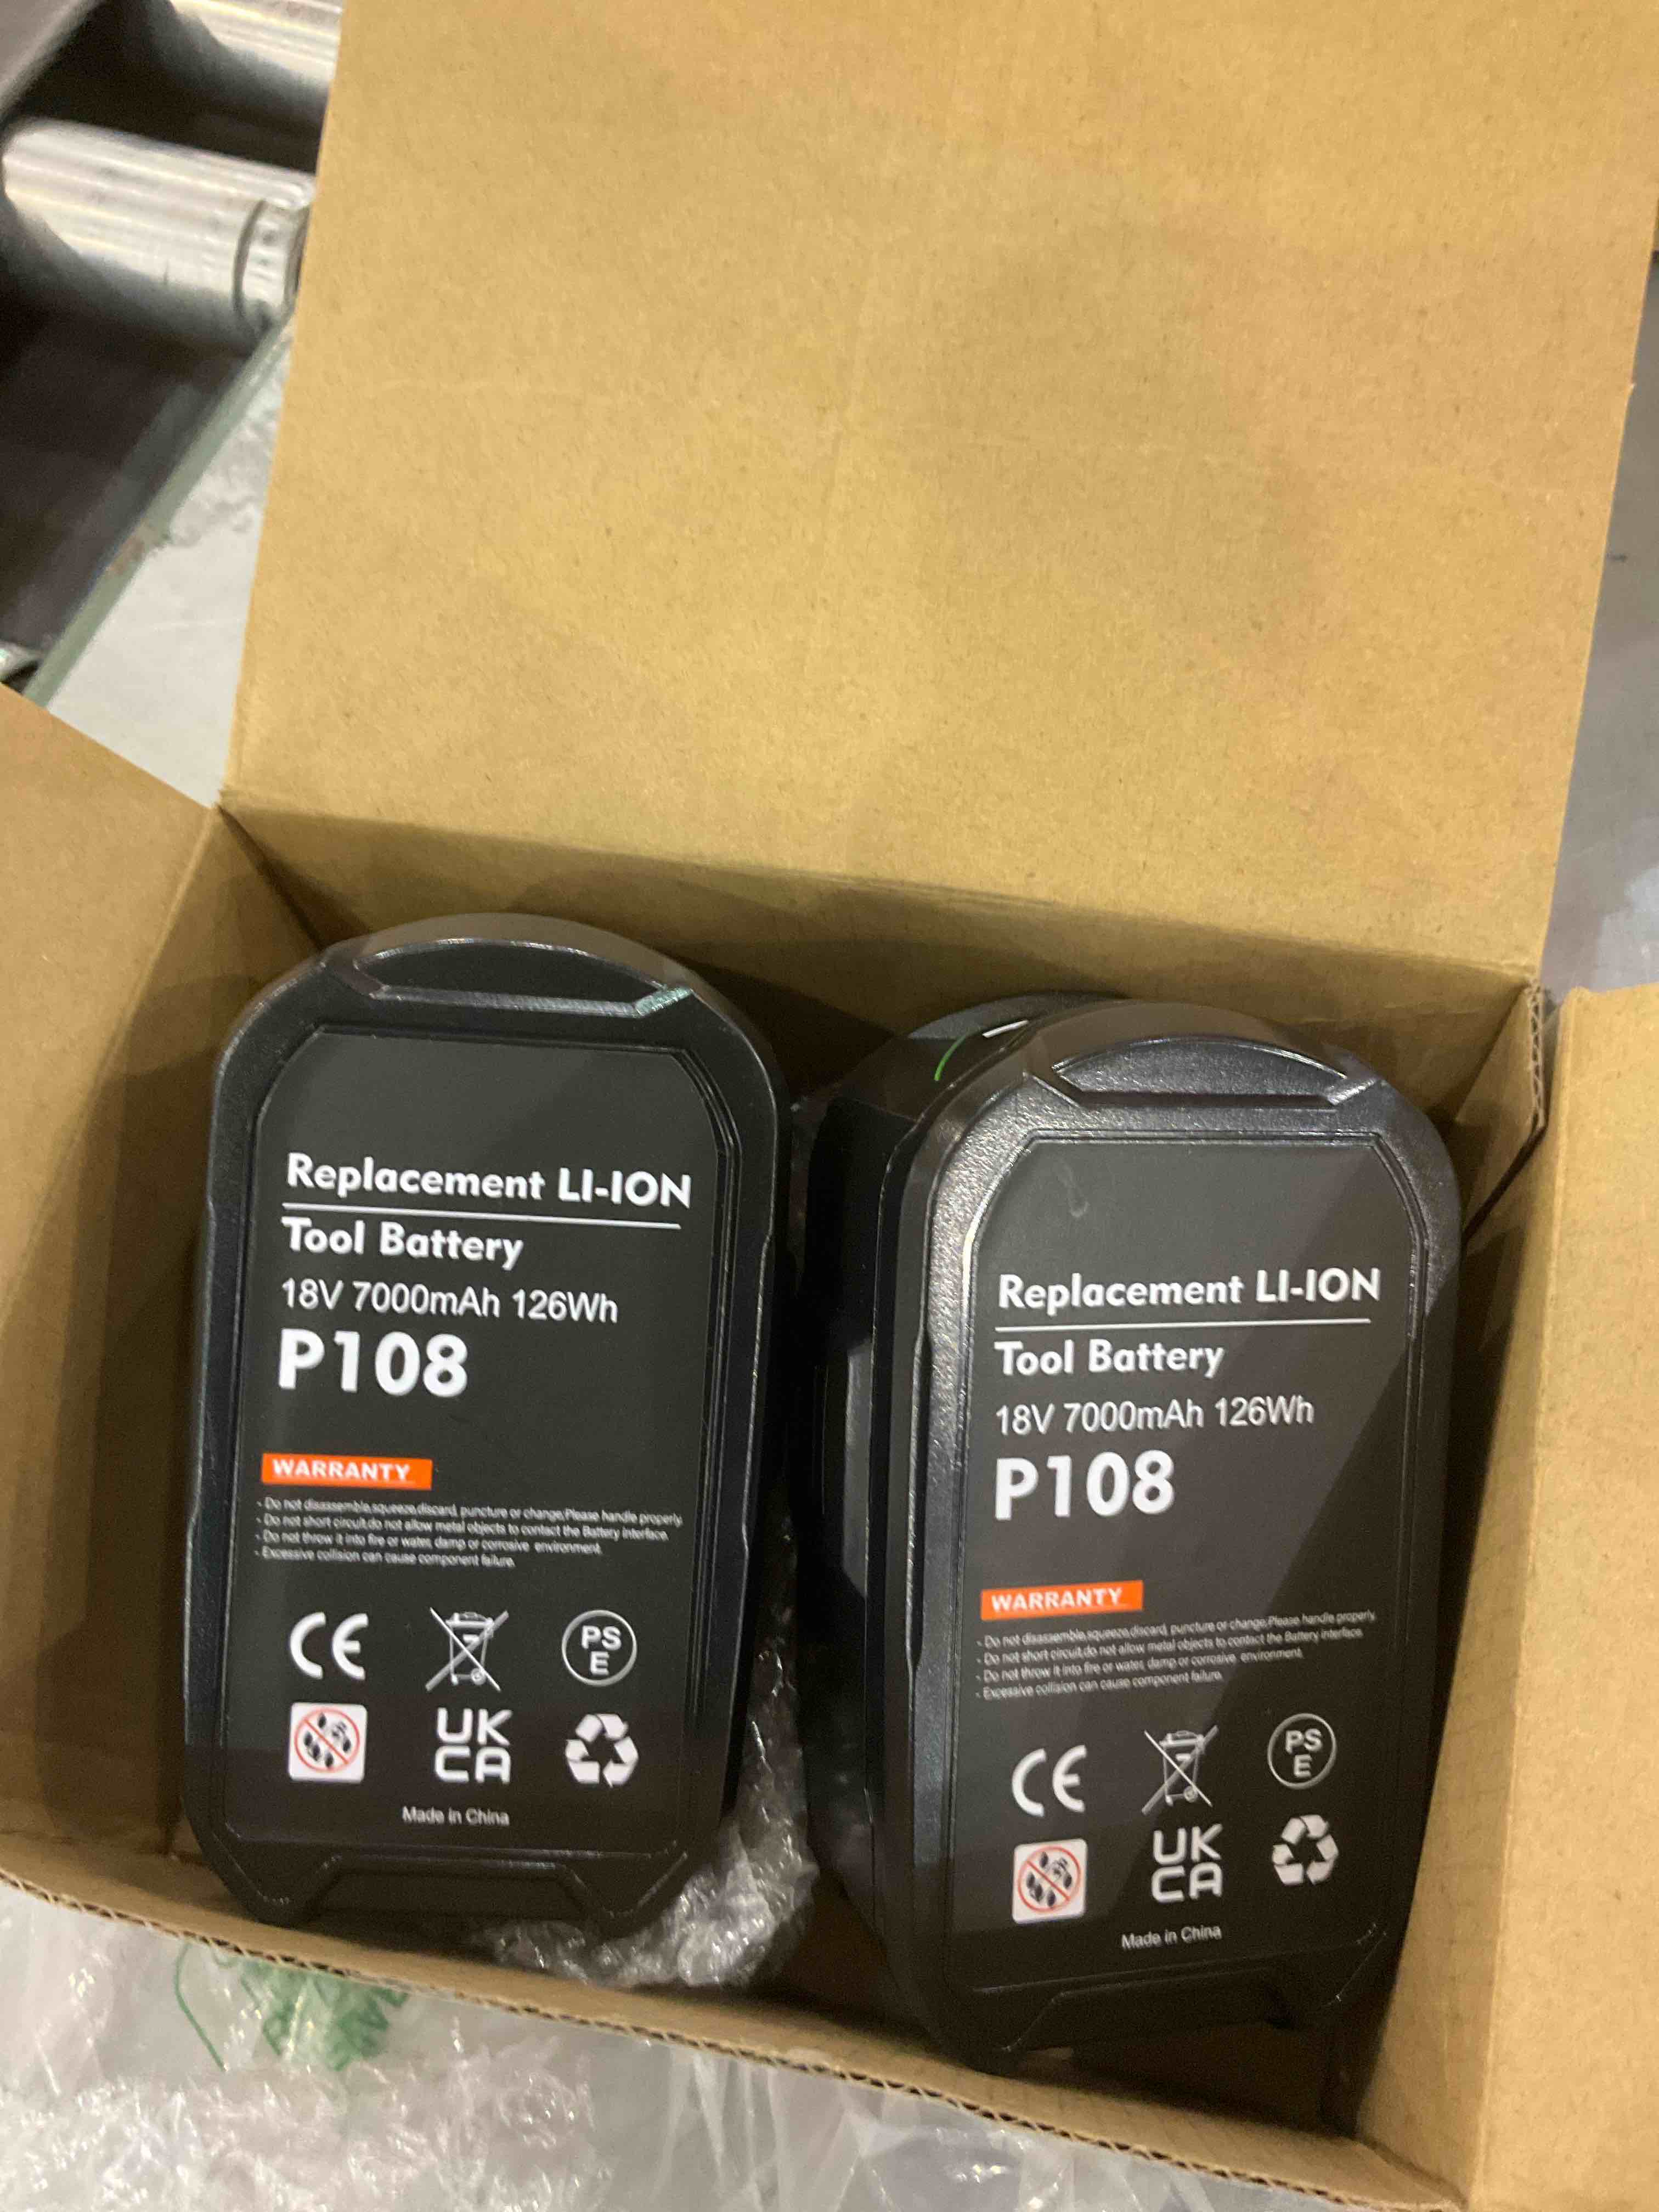 Replacement LI-ION
Tool Battery
18V 7000mAh 126Wh
P108
WARRANTY
- Do not disassemble,squeeze,discard, puncture or change;Please handle properly.
- Do not short circuit,do not allow metal objects to contact the Battery interface.
- Do not throw it into fire or water, damp or corrosive environment.
- Excessive collision can cause component failure.
CE
PS
E
UK
CA
Made in China
Replacement LI-ION
Tool Battery
18V 7000mAh 126Wh
P108
WARRANTY
- Do not disassemble,squeeze,discard, puncture or change;Please handle properly.
- Do not short circuit,do not allow metal objects to contact the Battery interface.
- Do not throw it into fire or water, damp or corrosive environment.
- Excessive collision can cause component failure.
CE
PS
E
UK
CA
Made in China